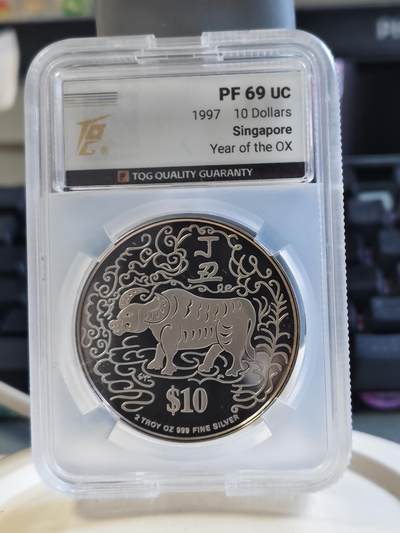 PF 69 UC
1997 10 Dollars
Singapore
Year of the OX
TQG QUALITY GUARANTY
丁
丑
$10
2 TROY OZ 999 FINE SILVER